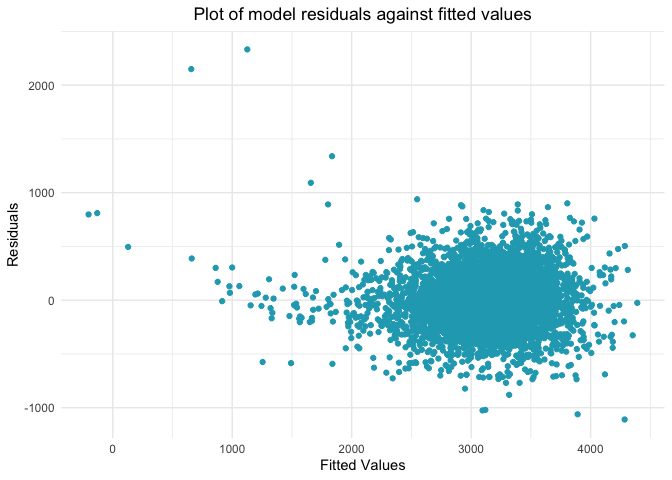 Plot of model residuals against fitted values
Residuals
2000
1000
0
-1000
0 1000 2000 3000 4000
Fitted Values